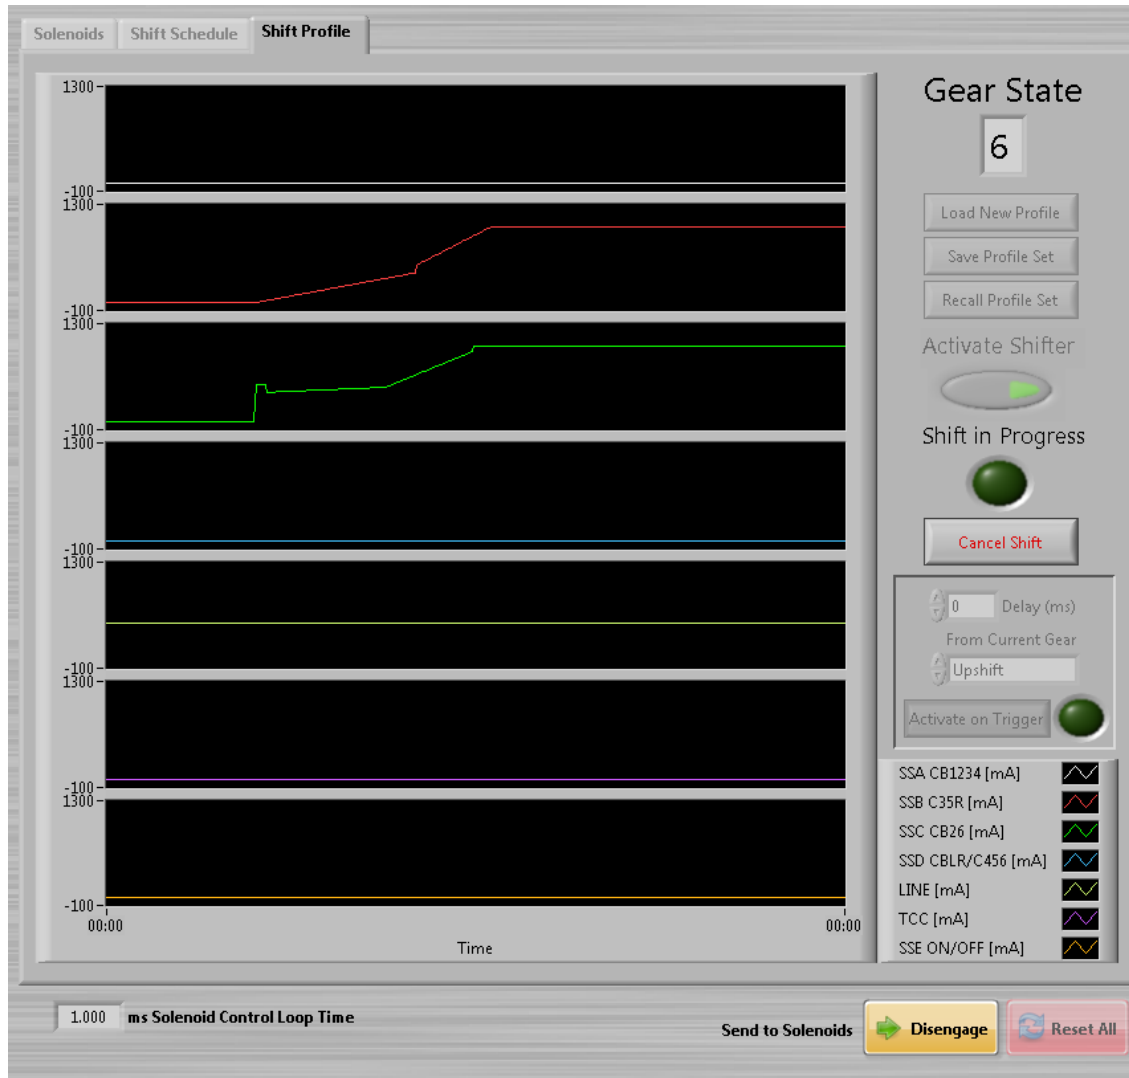 Solenoids Shift Schedule Shift Profile
1300
-100
1300
-100
1300
-100
1300
-100
1300
-100
1300
-100
1300
-100
00:00 00:00
Time
Gear State
6
Load New Profile
Save Profile Set
Recall Profile Set
Activate Shifter
Shift in Progress
Cancel Shift
0 Delay (ms)
From Current Gear
Upshift
Activate on Trigger
SSA CB1234 [mA]
SSB C35R [mA]
SSC CB26 [mA]
SSD CBLR/C456 [mA]
LINE [mA]
TCC [mA]
SSE ON/OFF [mA]
1.000 ms Solenoid Control Loop Time
Send to Solenoids Disengage Reset All